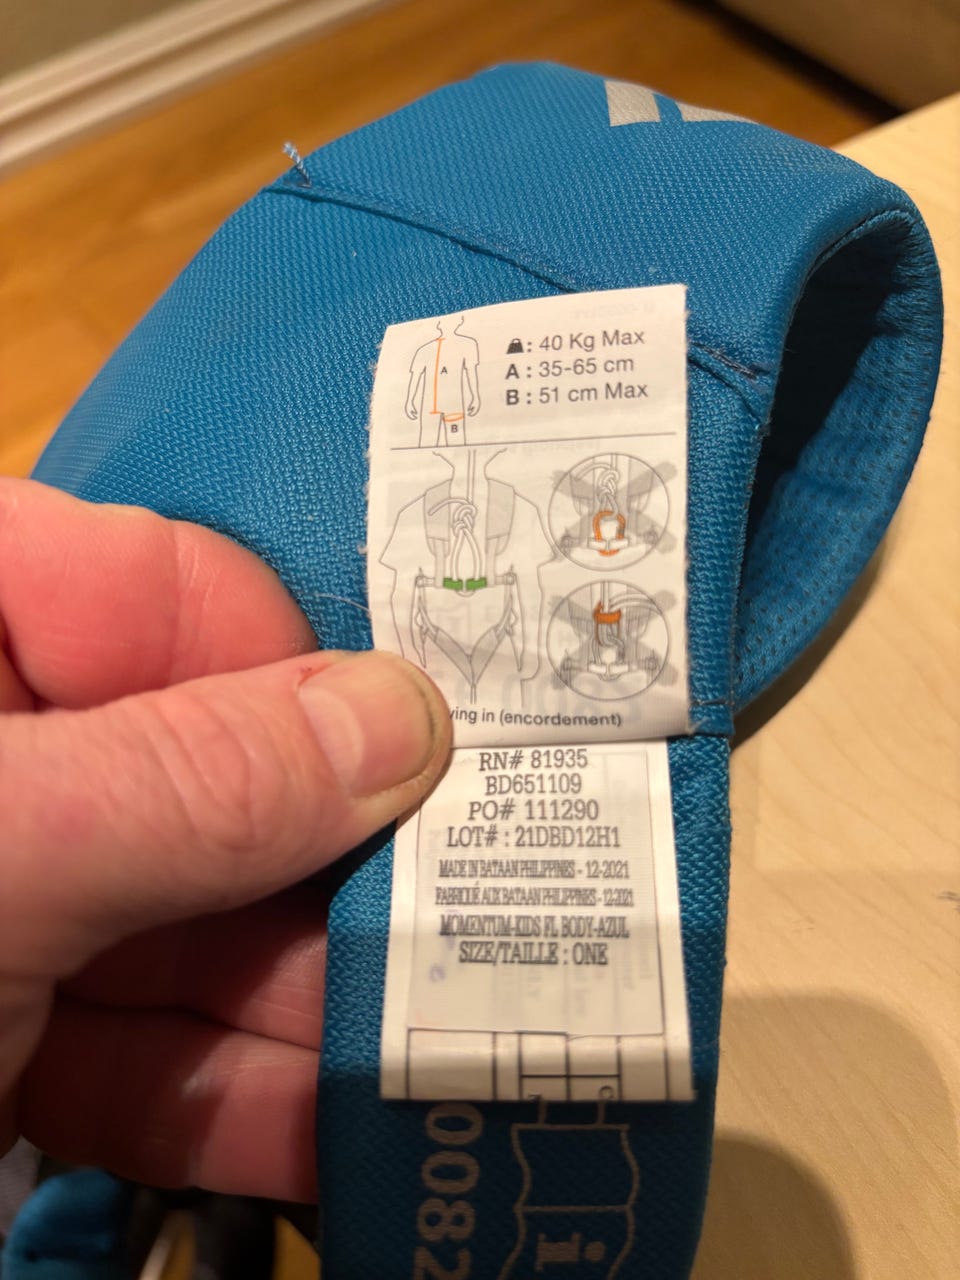 : 40 Kg Max
A : 35-65 cm
B : 51 cm Max
A
B
ying in (encordement)
RN# 81935
BD651109
PO# 111290
LOT# : 21DBD12H1
MADE IN BATAAN PHILIPPINES - 12-2021
FABRIQUÉ AUX BATAAN PHILIPPINES - 12-2021
MOMENTUM-KIDS FL BODY-AZUL
SIZE/TAILLE : ONE
0082
i